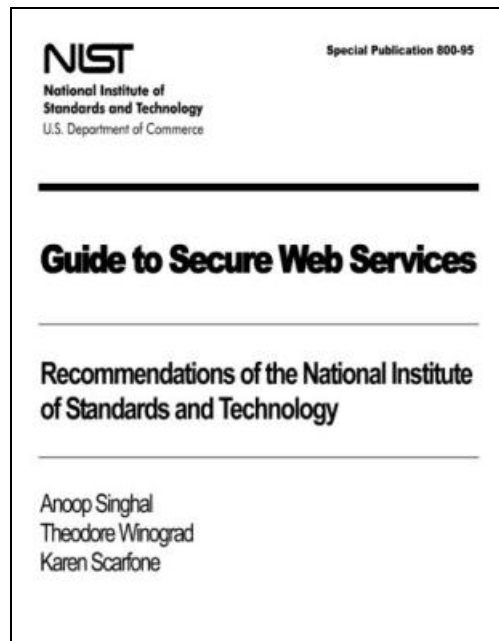 NIST
Special Publication 800-95
National Institute of
Standards and Technology
U.S. Department of Commerce
Guide to Secure Web Services
Recommendations of the National Institute
of Standards and Technology
Anoop Singhal
Theodore Winograd
Karen Scarfone